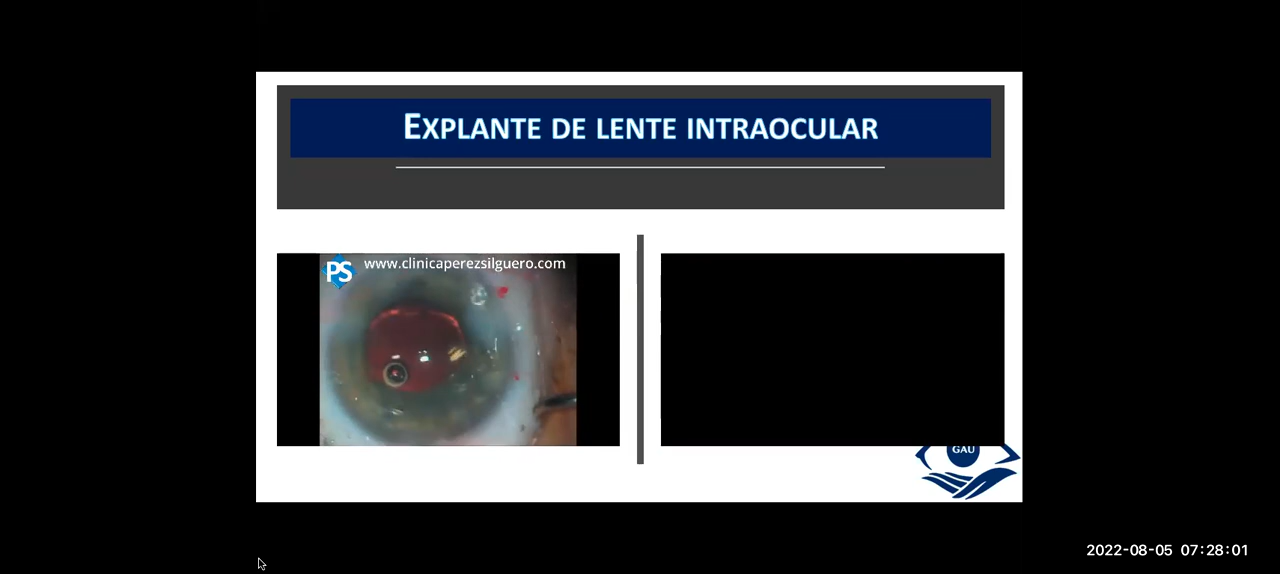 EXPLANTE DE LENTE INTRAOCULAR
PS www.clinicaperezsilguero.com
GAU
2022-08-05 07:28:01